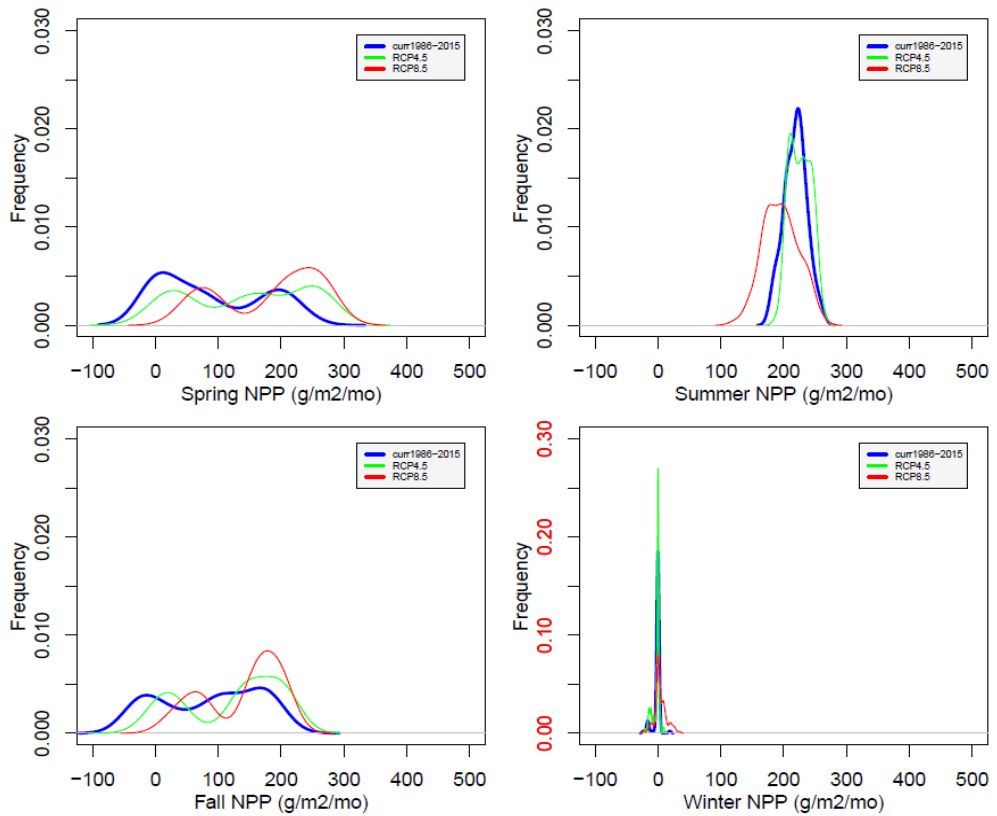 0.030
0.020
0.010
0.000
Frequency
curr1986−2015
RCP4.5
RCP8.5
−100 0 100 200 300 400 500
Spring NPP (g/m2/mo)
0.030
0.020
0.010
0.000
Frequency
curr1986−2015
RCP4.5
RCP8.5
−100 0 100 200 300 400 500
Summer NPP (g/m2/mo)
0.030
0.020
0.010
0.000
Frequency
curr1986−2015
RCP4.5
RCP8.5
−100 0 100 200 300 400 500
Fall NPP (g/m2/mo)
0.30
0.20
0.10
0.00
Frequency
curr1986−2015
RCP4.5
RCP8.5
−100 0 100 200 300 400 500
Winter NPP (g/m2/mo)